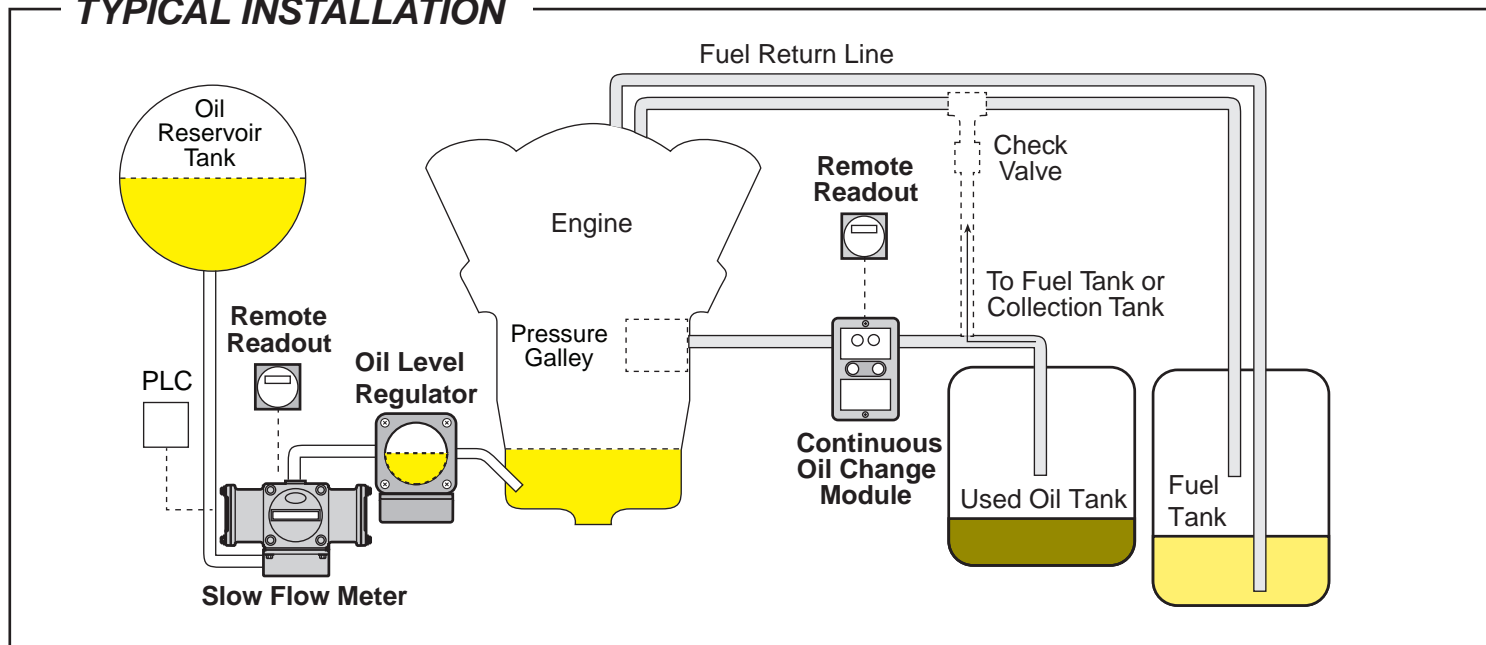 TYPICAL INSTALLATION
Fuel Return Line
Oil
Reservoir
Tank
Check
Valve
Remote
Readout
Engine
To Fuel Tank or
Collection Tank
Remote
Readout
Pressure
Galley
Oil Level
Regulator
PLC
Continuous
Oil Change
Module
Used Oil Tank
Fuel
Tank
Slow Flow Meter